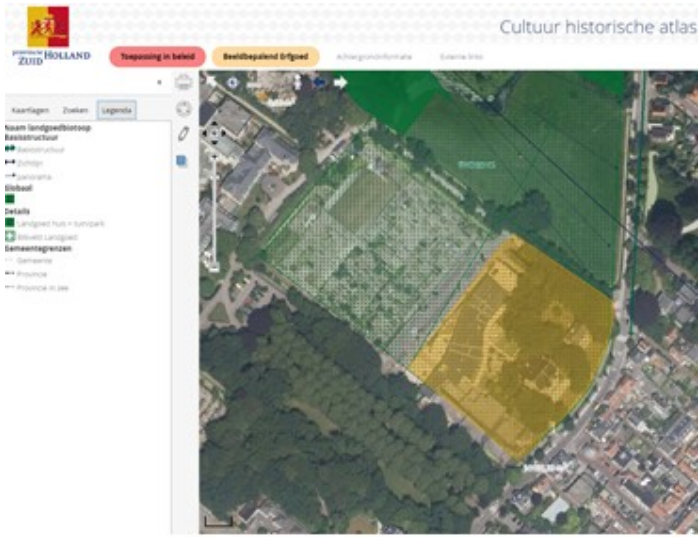 Cultuur historische atlas
provincie HOLLAND
ZUID
Toepassing in beleid
Beeldbepalend Erfgoed
Achtergrondinformatie
Externe links
Kaartlagen Zoeken Legenda
Naam landgoedbiotoop
Basisstructuur
Basisstructuur
Zichtlijn
panorama
Globaal
Details
Landgoed huis + tuin/park
Blikveld Landgoed
Gemeentegrenzen
Gemeente
Provincie
Provincie in zee